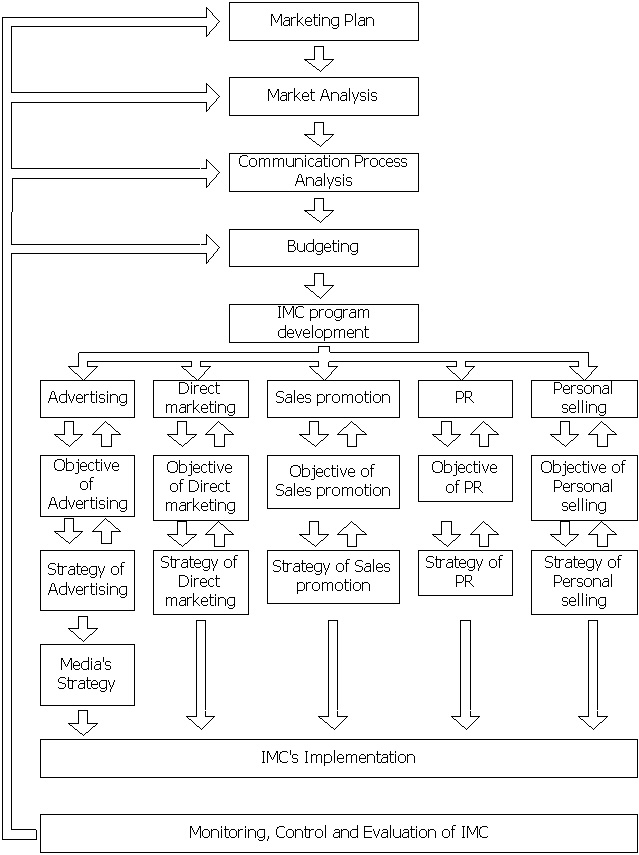 Marketing Plan
Market Analysis
Communication Process
Analysis
Budgeting
IMC program
development
Advertising
Direct
marketing
Sales promotion
PR
Personal
selling
Objective
of
Advertising
Objective
of Direct
marketing
Objective of
Sales promotion
Objective
of PR
Objective of
Personal
selling
Strategy of
Advertising
Strategy of
Direct
marketing
Strategy of Sales
promotion
Strategy of
PR
Strategy of
Personal
selling
Media's
Strategy
IMC's Implementation
Monitoring, Control and Evaluation of IMC